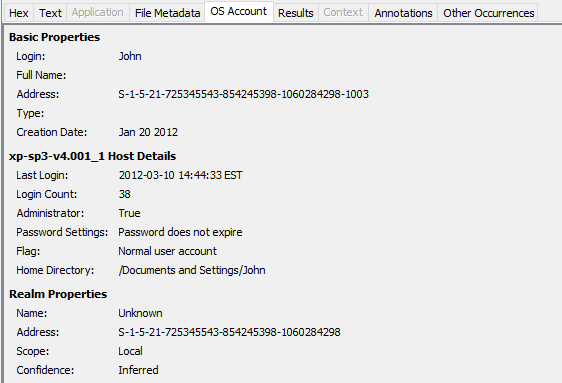 Hex Text Application File Metadata OS Account Results Context Annotations Other Occurrences
Basic Properties
Login: John
Full Name:
Address: S-1-5-21-725345543-854245398-1060284298-1003
Type:
Creation Date: Jan 20 2012
xp-sp3-v4.001_1 Host Details
Last Login: 2012-03-10 14:44:33 EST
Login Count: 38
Administrator: True
Password Settings: Password does not expire
Flag: Normal user account
Home Directory: /Documents and Settings/John
Realm Properties
Name: Unknown
Address: S-1-5-21-725345543-854245398-1060284298
Scope: Local
Confidence: Inferred